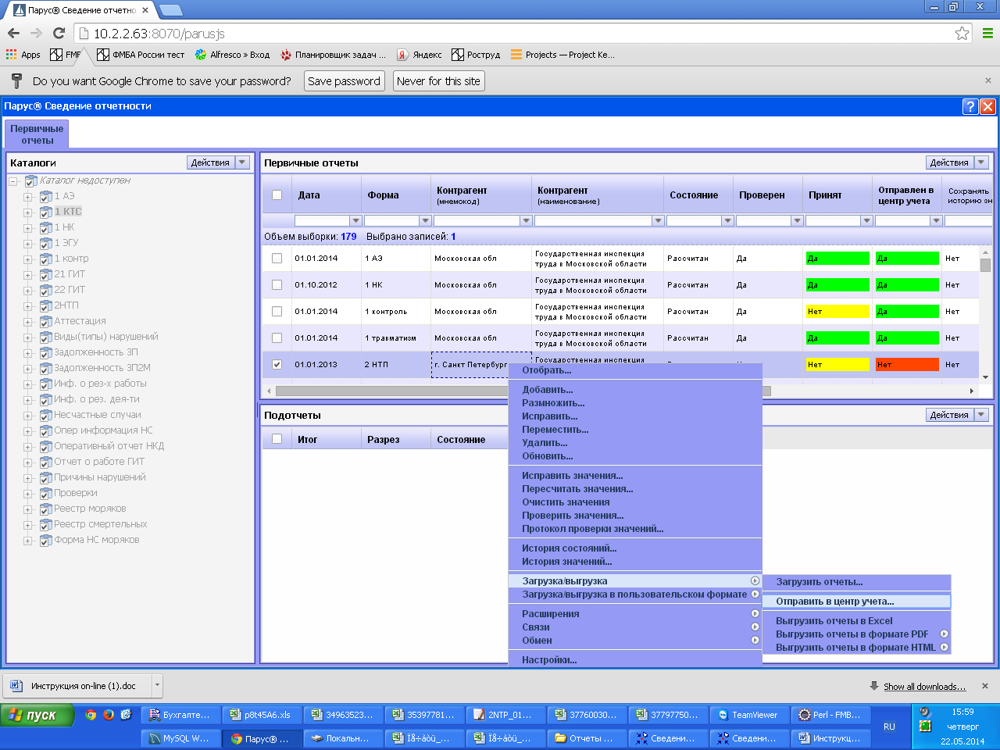 Парус® Сведение отчетно
10.2.2.63:8070/parusjs
Apps
FMB
ФМБА России тест
Alfresco » Вход
Планировщик задач ...
Яндекс
Роструд
Projects — Project Ke...
Do you want Google Chrome to save your password?
Save password
Never for this site
Парус® Сведение отчетности
Первичные
отчеты
Каталоги
Действия
Каталог недоступен
1 АЭ
1 КТС
1 НК
1 ЭГУ
1 контр
21 ГИТ
22 ГИТ
2НТП
Аттестация
Виды(типы) нарушений
Задолженность ЗП
Задолженность ЗП2М
Инф. о рез-х работы
Инф. о рез. дея-ти
Несчастные случаи
Опер информация НС
Оперативный отчет НКД
Отчет о работе ГИТ
Причины нарушений
Проверки
Реестр моряков
Реестр смертельных
Форма НС моряков
Первичные отчеты
Действия
Дата
Форма
Контрагент
(мнемокод)
Контрагент
(наименование)
Состояние
Проверен
Принят
Отправлен в
центр учета
Сохранять
историю зн
Объем выборки: 179 Выбрано записей: 1
01.01.2014 1 АЭ Московская обл Государственная инспекция труда в Московской области Рассчитан Да Да Да Нет
01.10.2012 1 НК Московская обл Государственная инспекция труда в Московской области Рассчитан Да Да Да Нет
01.01.2014 1 контроль Московская обл Государственная инспекция труда в Московской области Рассчитан Да Нет Да Нет
01.01.2014 1 травматизм Московская обл Государственная инспекция труда в Московской области Рассчитан Да Да Да Нет
01.01.2013 2 НТП г. Санкт Петербург Государственная инспекция Нет Нет Нет
Подотчеты
Действия
Итог
Разрез
Состояние
Отобрать...
Добавить...
Размножить...
Исправить...
Переместить...
Удалить...
Обновить...
Исправить значения...
Пересчитать значения...
Очистить значения
Проверить значения...
Протокол проверки значений...
История состояний...
История значений...
Загрузка/выгрузка
Загрузка/выгрузка в пользовательском формате
Расширения
Связи
Обмен
Настройки...
Загрузить отчеты...
Отправить в центр учета...
Выгрузить отчеты в Excel
Выгрузить отчеты в формате PDF
Выгрузить отчеты в формате HTML
Инструкция on-line (1).doc
Show all downloads...
пуск
Бухгалте...
p8t45A6.xls
34963523...
35397781...
2NTP_01...
37760030...
37797750...
TeamViewer
Perl - FMB...
MySQL W...
Парус® ...
Локальн...
Ïå÷àòü_...
Ïå÷àòü_...
Отчеты ...
Сведени...
Сведени...
Инструкц...
RU
15:59
четверг
22.05.2014